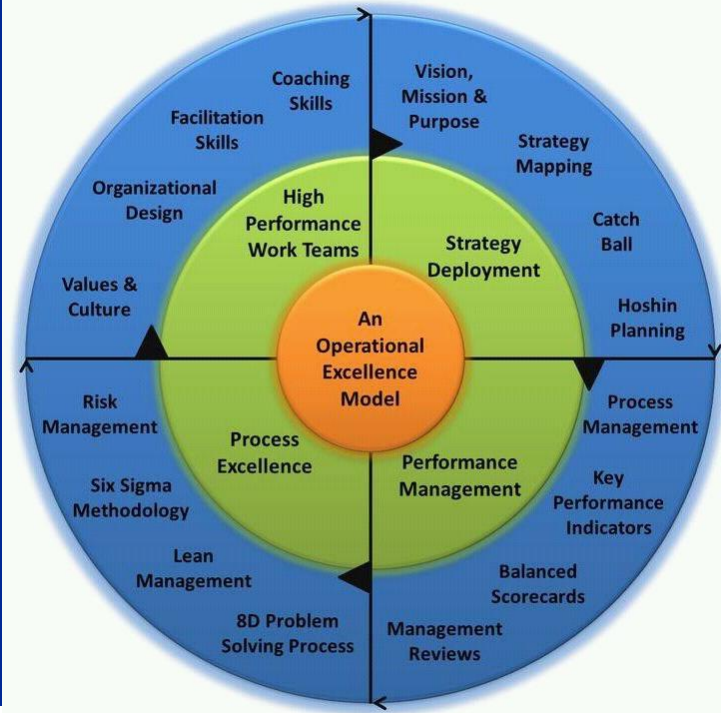 An
Operational
Excellence
Model
High
Performance
Work Teams
Strategy
Deployment
Performance
Management
Process
Excellence
Vision,
Mission &
Purpose
Strategy
Mapping
Catch
Ball
Hoshin
Planning
Process
Management
Key
Performance
Indicators
Balanced
Scorecards
Management
Reviews
8D Problem
Solving Process
Lean
Management
Six Sigma
Methodology
Risk
Management
Values &
Culture
Organizational
Design
Facilitation
Skills
Coaching
Skills